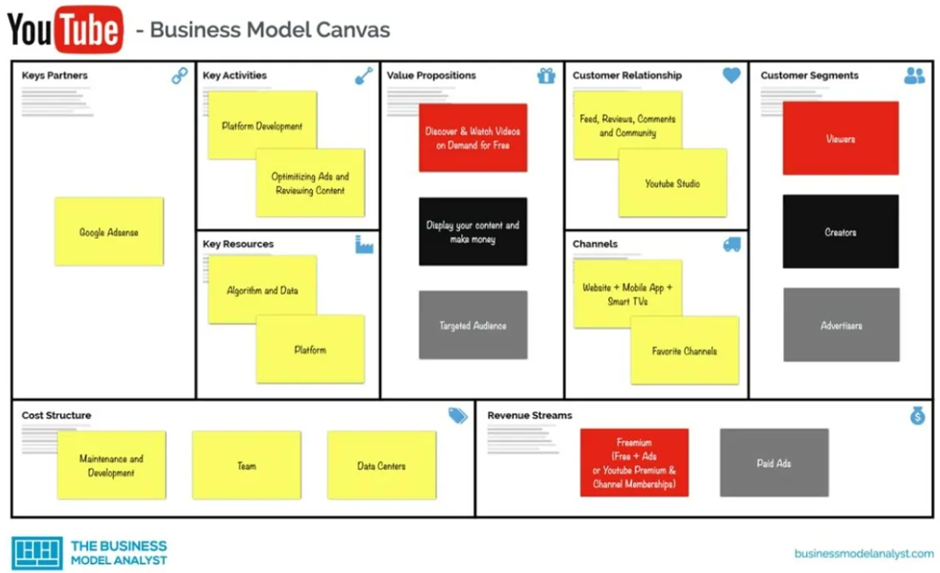 YouTube - Business Model Canvas
Keys Partners
Google Adsense
Key Activities
Platform Development
Optimitizing Ads and
Reviewing Content
Key Resources
Algorithm and Data
Platform
Value Propositions
Discover & Watch Videos
on Demand for Free
Display your content and
make money
Targeted Audience
Customer Relationship
Feed, Reviews, Comments
and Community
Youtube Studio
Channels
Website + Mobile App +
Smart TVs
Favorite Channels
Customer Segments
Viewers
Creators
Advertisers
Cost Structure
Maintenance and
Development
Team
Data Centers
Revenue Streams
Freemium
(Free + Ads
or Youtube Premium &
Channel Memberships)
Paid Ads
THE BUSINESS
MODEL ANALYST
businessmodelanalyst.com